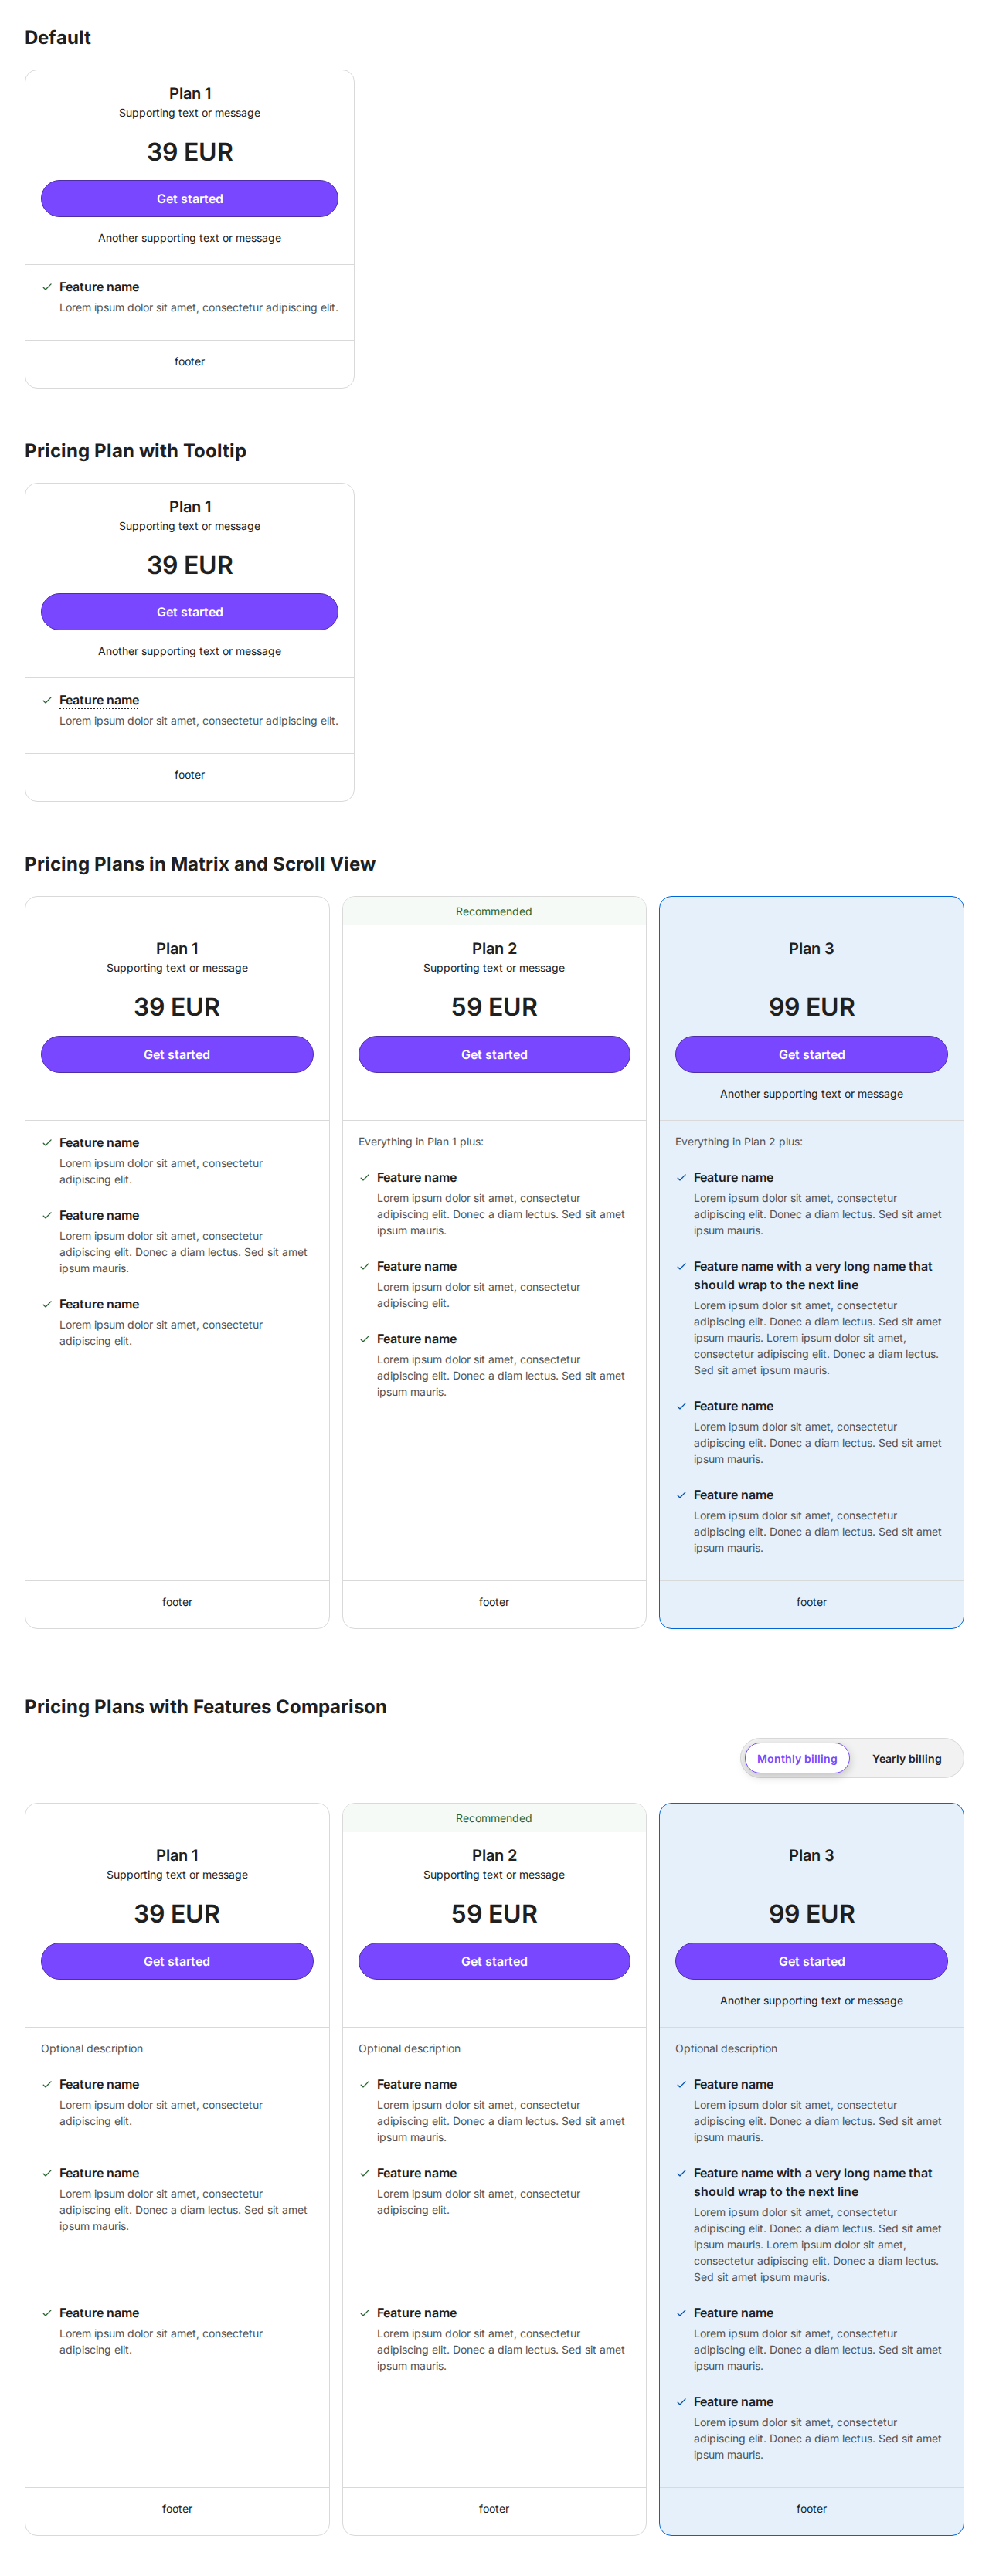 Default
Plan 1
Supporting text or message
39 EUR
Get started
Another supporting text or message
Feature name
Lorem ipsum dolor sit amet, consectetur adipiscing elit.
footer
Pricing Plan with Tooltip
Plan 1
Supporting text or message
39 EUR
Get started
Another supporting text or message
Feature name
Lorem ipsum dolor sit amet, consectetur adipiscing elit.
footer
Pricing Plans in Matrix and Scroll View
Plan 1
Supporting text or message
39 EUR
Get started
Feature name
Lorem ipsum dolor sit amet, consectetur
adipiscing elit.
Feature name
Lorem ipsum dolor sit amet, consectetur
adipiscing elit. Donec a diam lectus. Sed sit amet
ipsum mauris.
Feature name
Lorem ipsum dolor sit amet, consectetur
adipiscing elit.
footer
Recommended
Plan 2
Supporting text or message
59 EUR
Get started
Everything in Plan 1 plus:
Feature name
Lorem ipsum dolor sit amet, consectetur
adipiscing elit. Donec a diam lectus. Sed sit amet
ipsum mauris.
Feature name
Lorem ipsum dolor sit amet, consectetur
adipiscing elit.
Feature name
Lorem ipsum dolor sit amet, consectetur
adipiscing elit. Donec a diam lectus. Sed sit amet
ipsum mauris.
footer
Plan 3
99 EUR
Get started
Another supporting text or message
Everything in Plan 2 plus:
Feature name
Lorem ipsum dolor sit amet, consectetur
adipiscing elit. Donec a diam lectus. Sed sit amet
ipsum mauris.
Feature name with a very long name that
should wrap to the next line
Lorem ipsum dolor sit amet, consectetur
adipiscing elit. Donec a diam lectus. Sed sit amet
ipsum mauris. Lorem ipsum dolor sit amet,
consectetur adipiscing elit. Donec a diam lectus.
Sed sit amet ipsum mauris.
Feature name
Lorem ipsum dolor sit amet, consectetur
adipiscing elit. Donec a diam lectus. Sed sit amet
ipsum mauris.
Feature name
Lorem ipsum dolor sit amet, consectetur
adipiscing elit. Donec a diam lectus. Sed sit amet
ipsum mauris.
footer
Pricing Plans with Features Comparison
Monthly billing
Yearly billing
Plan 1
Supporting text or message
39 EUR
Get started
Optional description
Feature name
Lorem ipsum dolor sit amet, consectetur
adipiscing elit.
Feature name
Lorem ipsum dolor sit amet, consectetur
adipiscing elit. Donec a diam lectus. Sed sit amet
ipsum mauris.
Feature name
Lorem ipsum dolor sit amet, consectetur
adipiscing elit.
footer
Recommended
Plan 2
Supporting text or message
59 EUR
Get started
Optional description
Feature name
Lorem ipsum dolor sit amet, consectetur
adipiscing elit. Donec a diam lectus. Sed sit amet
ipsum mauris.
Feature name
Lorem ipsum dolor sit amet, consectetur
adipiscing elit.
Feature name
Lorem ipsum dolor sit amet, consectetur
adipiscing elit. Donec a diam lectus. Sed sit amet
ipsum mauris.
footer
Plan 3
99 EUR
Get started
Another supporting text or message
Optional description
Feature name
Lorem ipsum dolor sit amet, consectetur
adipiscing elit. Donec a diam lectus. Sed sit amet
ipsum mauris.
Feature name with a very long name that
should wrap to the next line
Lorem ipsum dolor sit amet, consectetur
adipiscing elit. Donec a diam lectus. Sed sit amet
ipsum mauris. Lorem ipsum dolor sit amet,
consectetur adipiscing elit. Donec a diam lectus.
Sed sit amet ipsum mauris.
Feature name
Lorem ipsum dolor sit amet, consectetur
adipiscing elit. Donec a diam lectus. Sed sit amet
ipsum mauris.
Feature name
Lorem ipsum dolor sit amet, consectetur
adipiscing elit. Donec a diam lectus. Sed sit amet
ipsum mauris.
footer